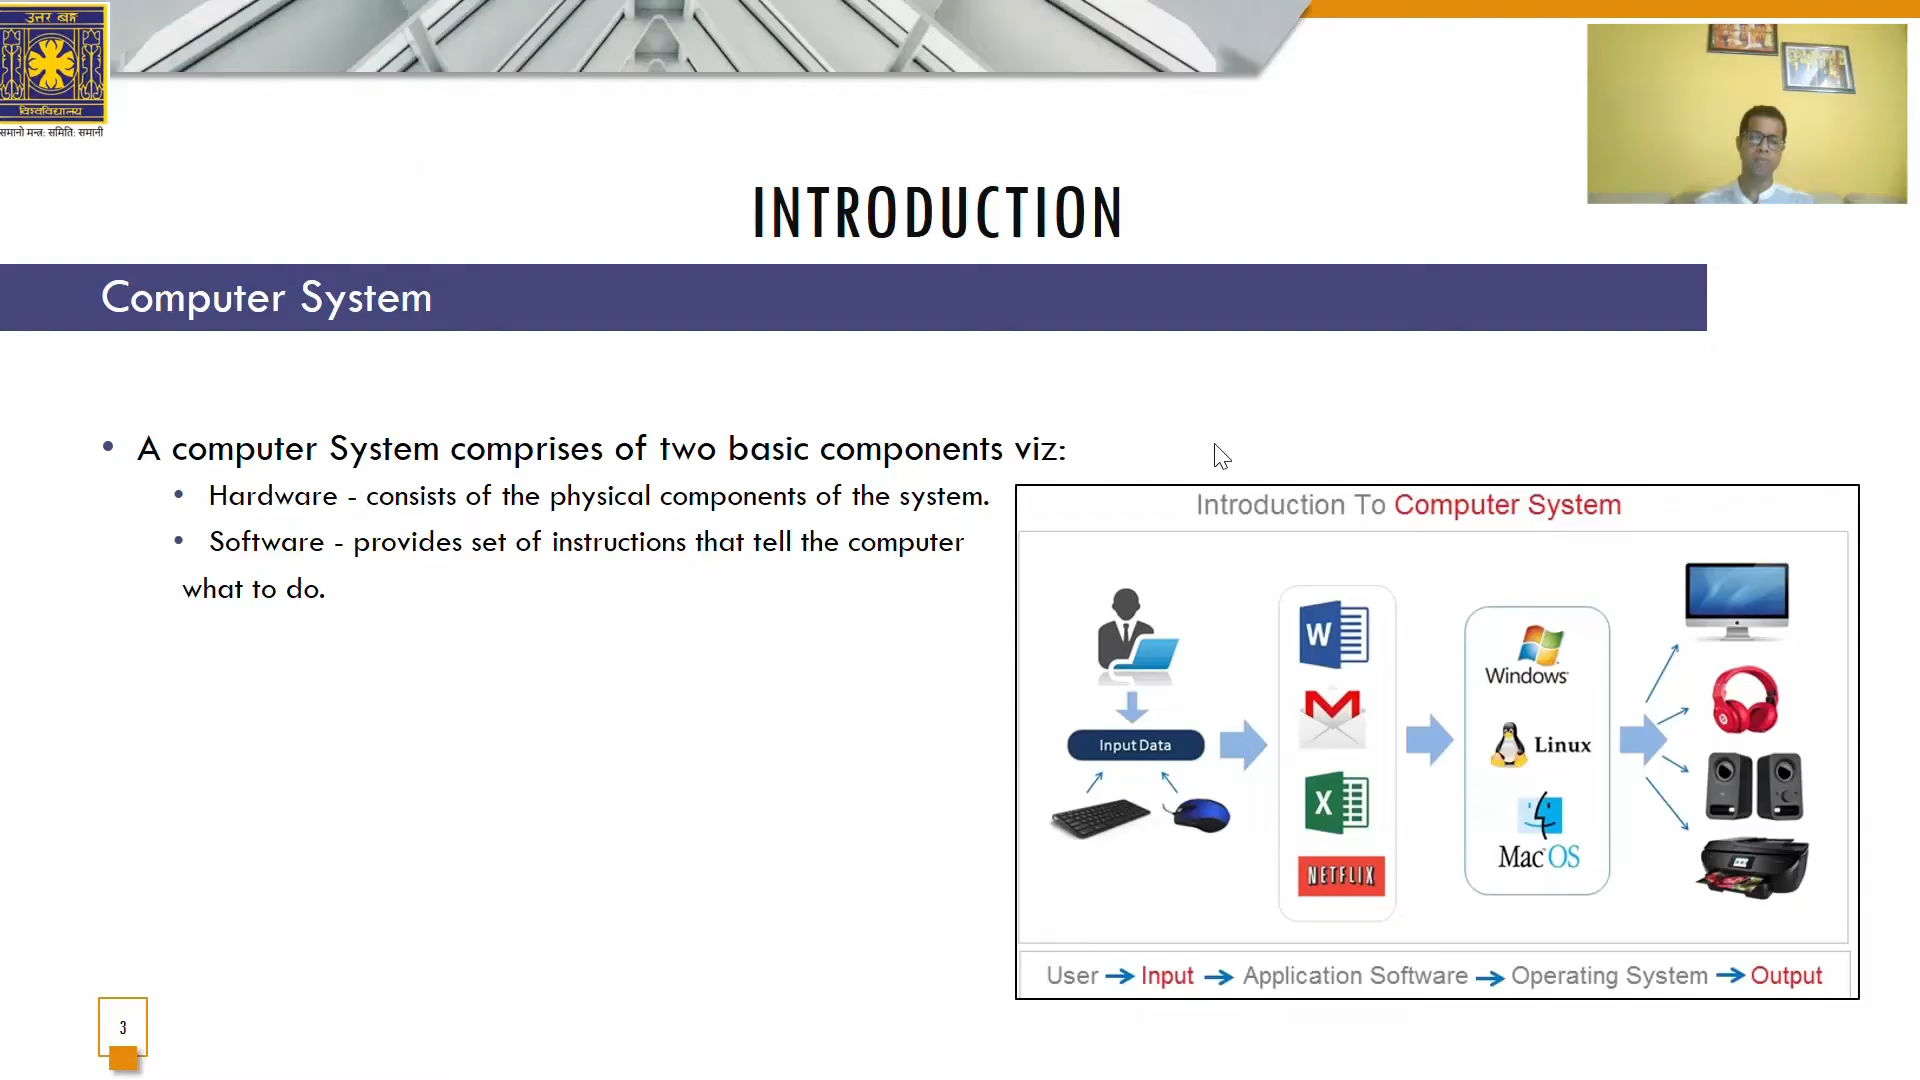 उत्तर बङ्ग
विश्वविद्यालय
समानो मन्त्र: समिति: समानी
INTRODUCTION
Computer System
• A computer System comprises of two basic components viz:
• Hardware - consists of the physical components of the system.
• Software - provides set of instructions that tell the computer
what to do.
Introduction To Computer System
Input Data
W
X
NETFLIX
Windows
Linux
Mac OS
User → Input → Application Software → Operating System → Output
3